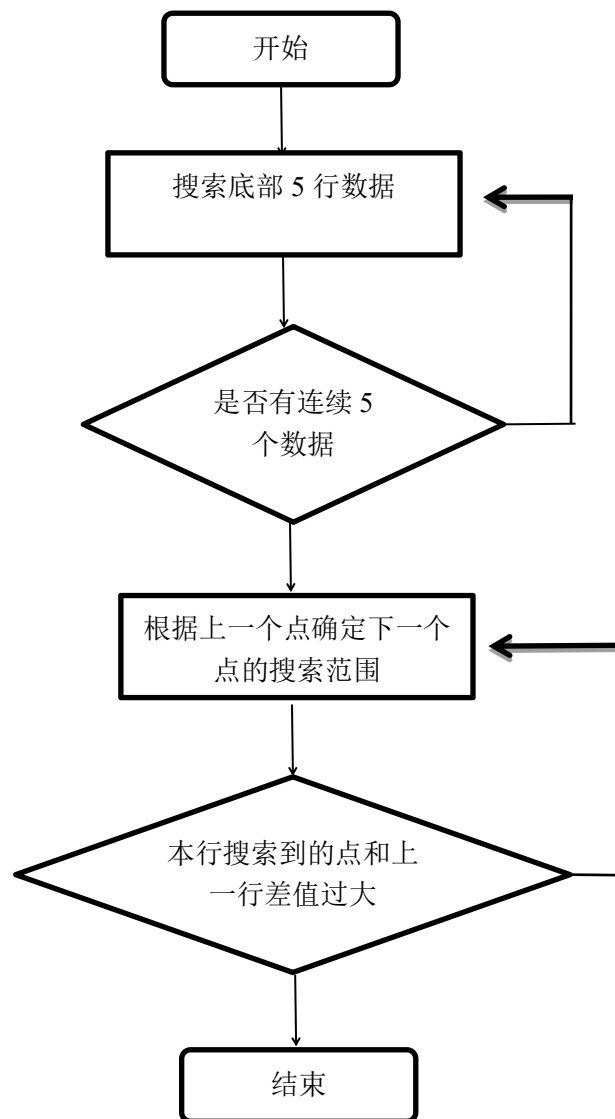 开始
搜索底部 5 行数据
是否有连续 5
个数据
根据上一个点确定下一个
点的搜索范围
本行搜索到的点和上
一行差值过大
结束